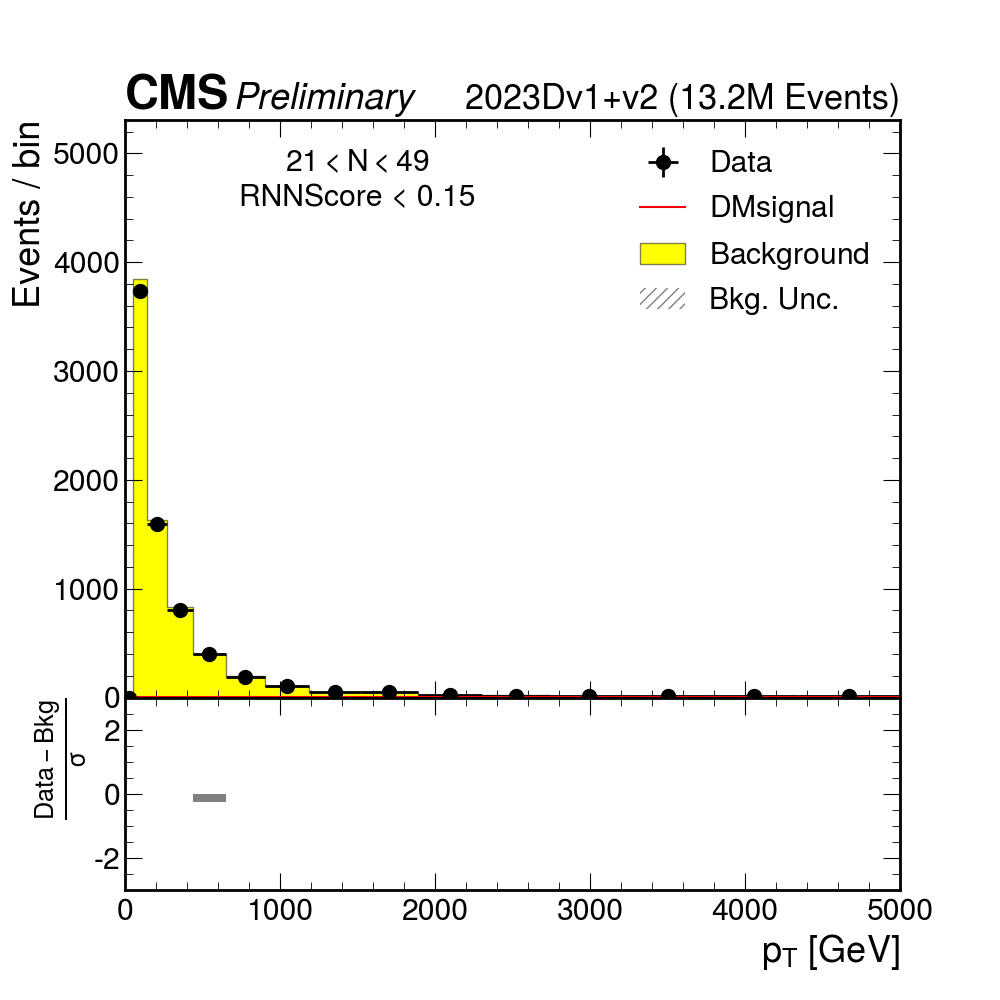 CMS Preliminary 2023Dv1+v2 (13.2M Events)
Events / bin
21 < N < 49
RNNScore < 0.15
Data
DMsignal
Background
Bkg. Unc.
5000
4000
3000
2000
1000
0
Data – Bkg
σ
2
0
-2
0 1000 2000 3000 4000 5000
pT [GeV]